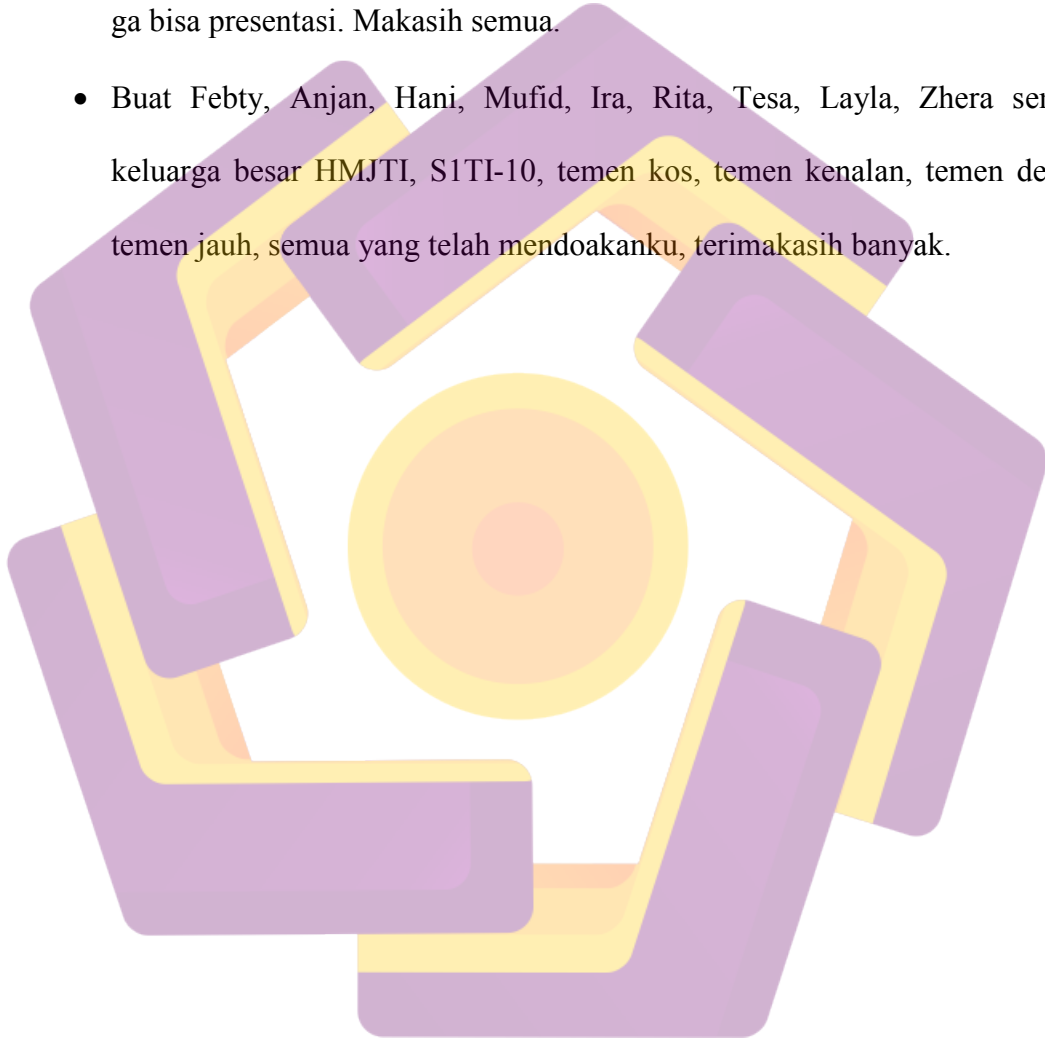 ga bisa presentasi. Makasih semua.
• Buat Febty, Anjan, Hani, Mufid, Ira, Rita, Tesa, Layla, Zhera
keluarga besar HMJTI, S1TI-10, temen kos, temen kenalan, temen
temen jauh, semua yang telah mendoakanku, terimakasih banyak.